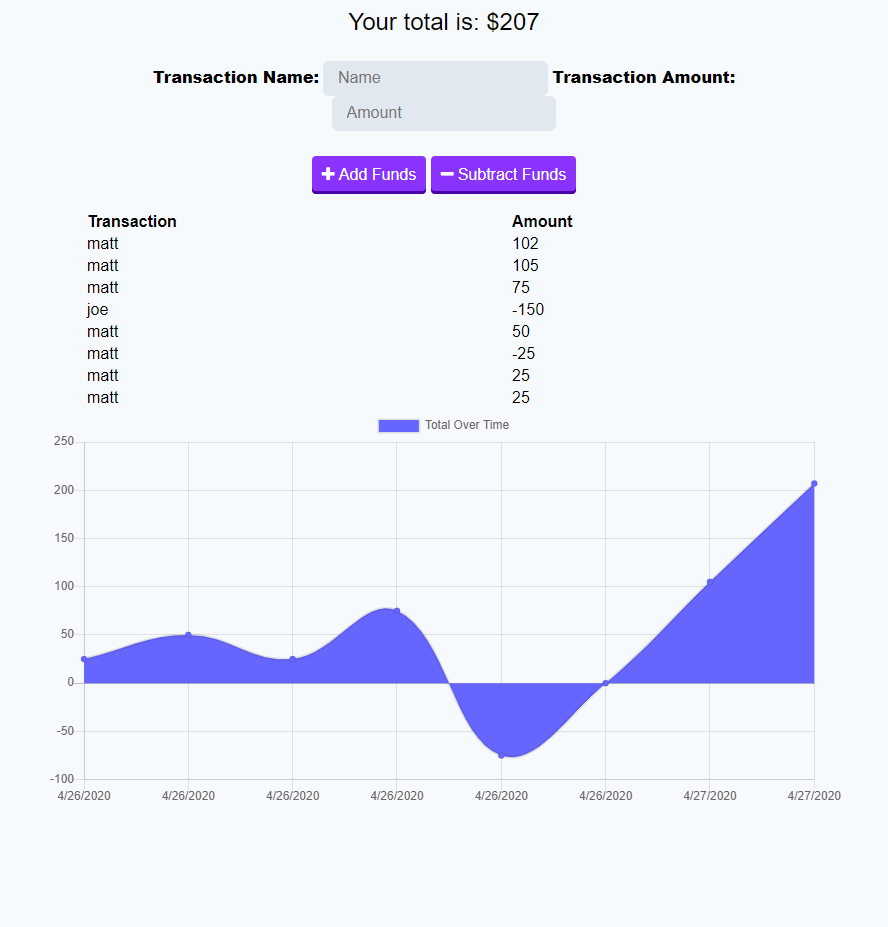 Your total is: $207
Transaction Name: Name Transaction Amount:
Amount
Add Funds Subtract Funds
Transaction Amount
matt 102
matt 105
matt 75
joe -150
matt 50
matt -25
matt 25
matt 25
Total Over Time
250
200
150
100
50
0
-50
-100
4/26/2020 4/26/2020 4/26/2020 4/26/2020 4/26/2020 4/26/2020 4/27/2020 4/27/2020